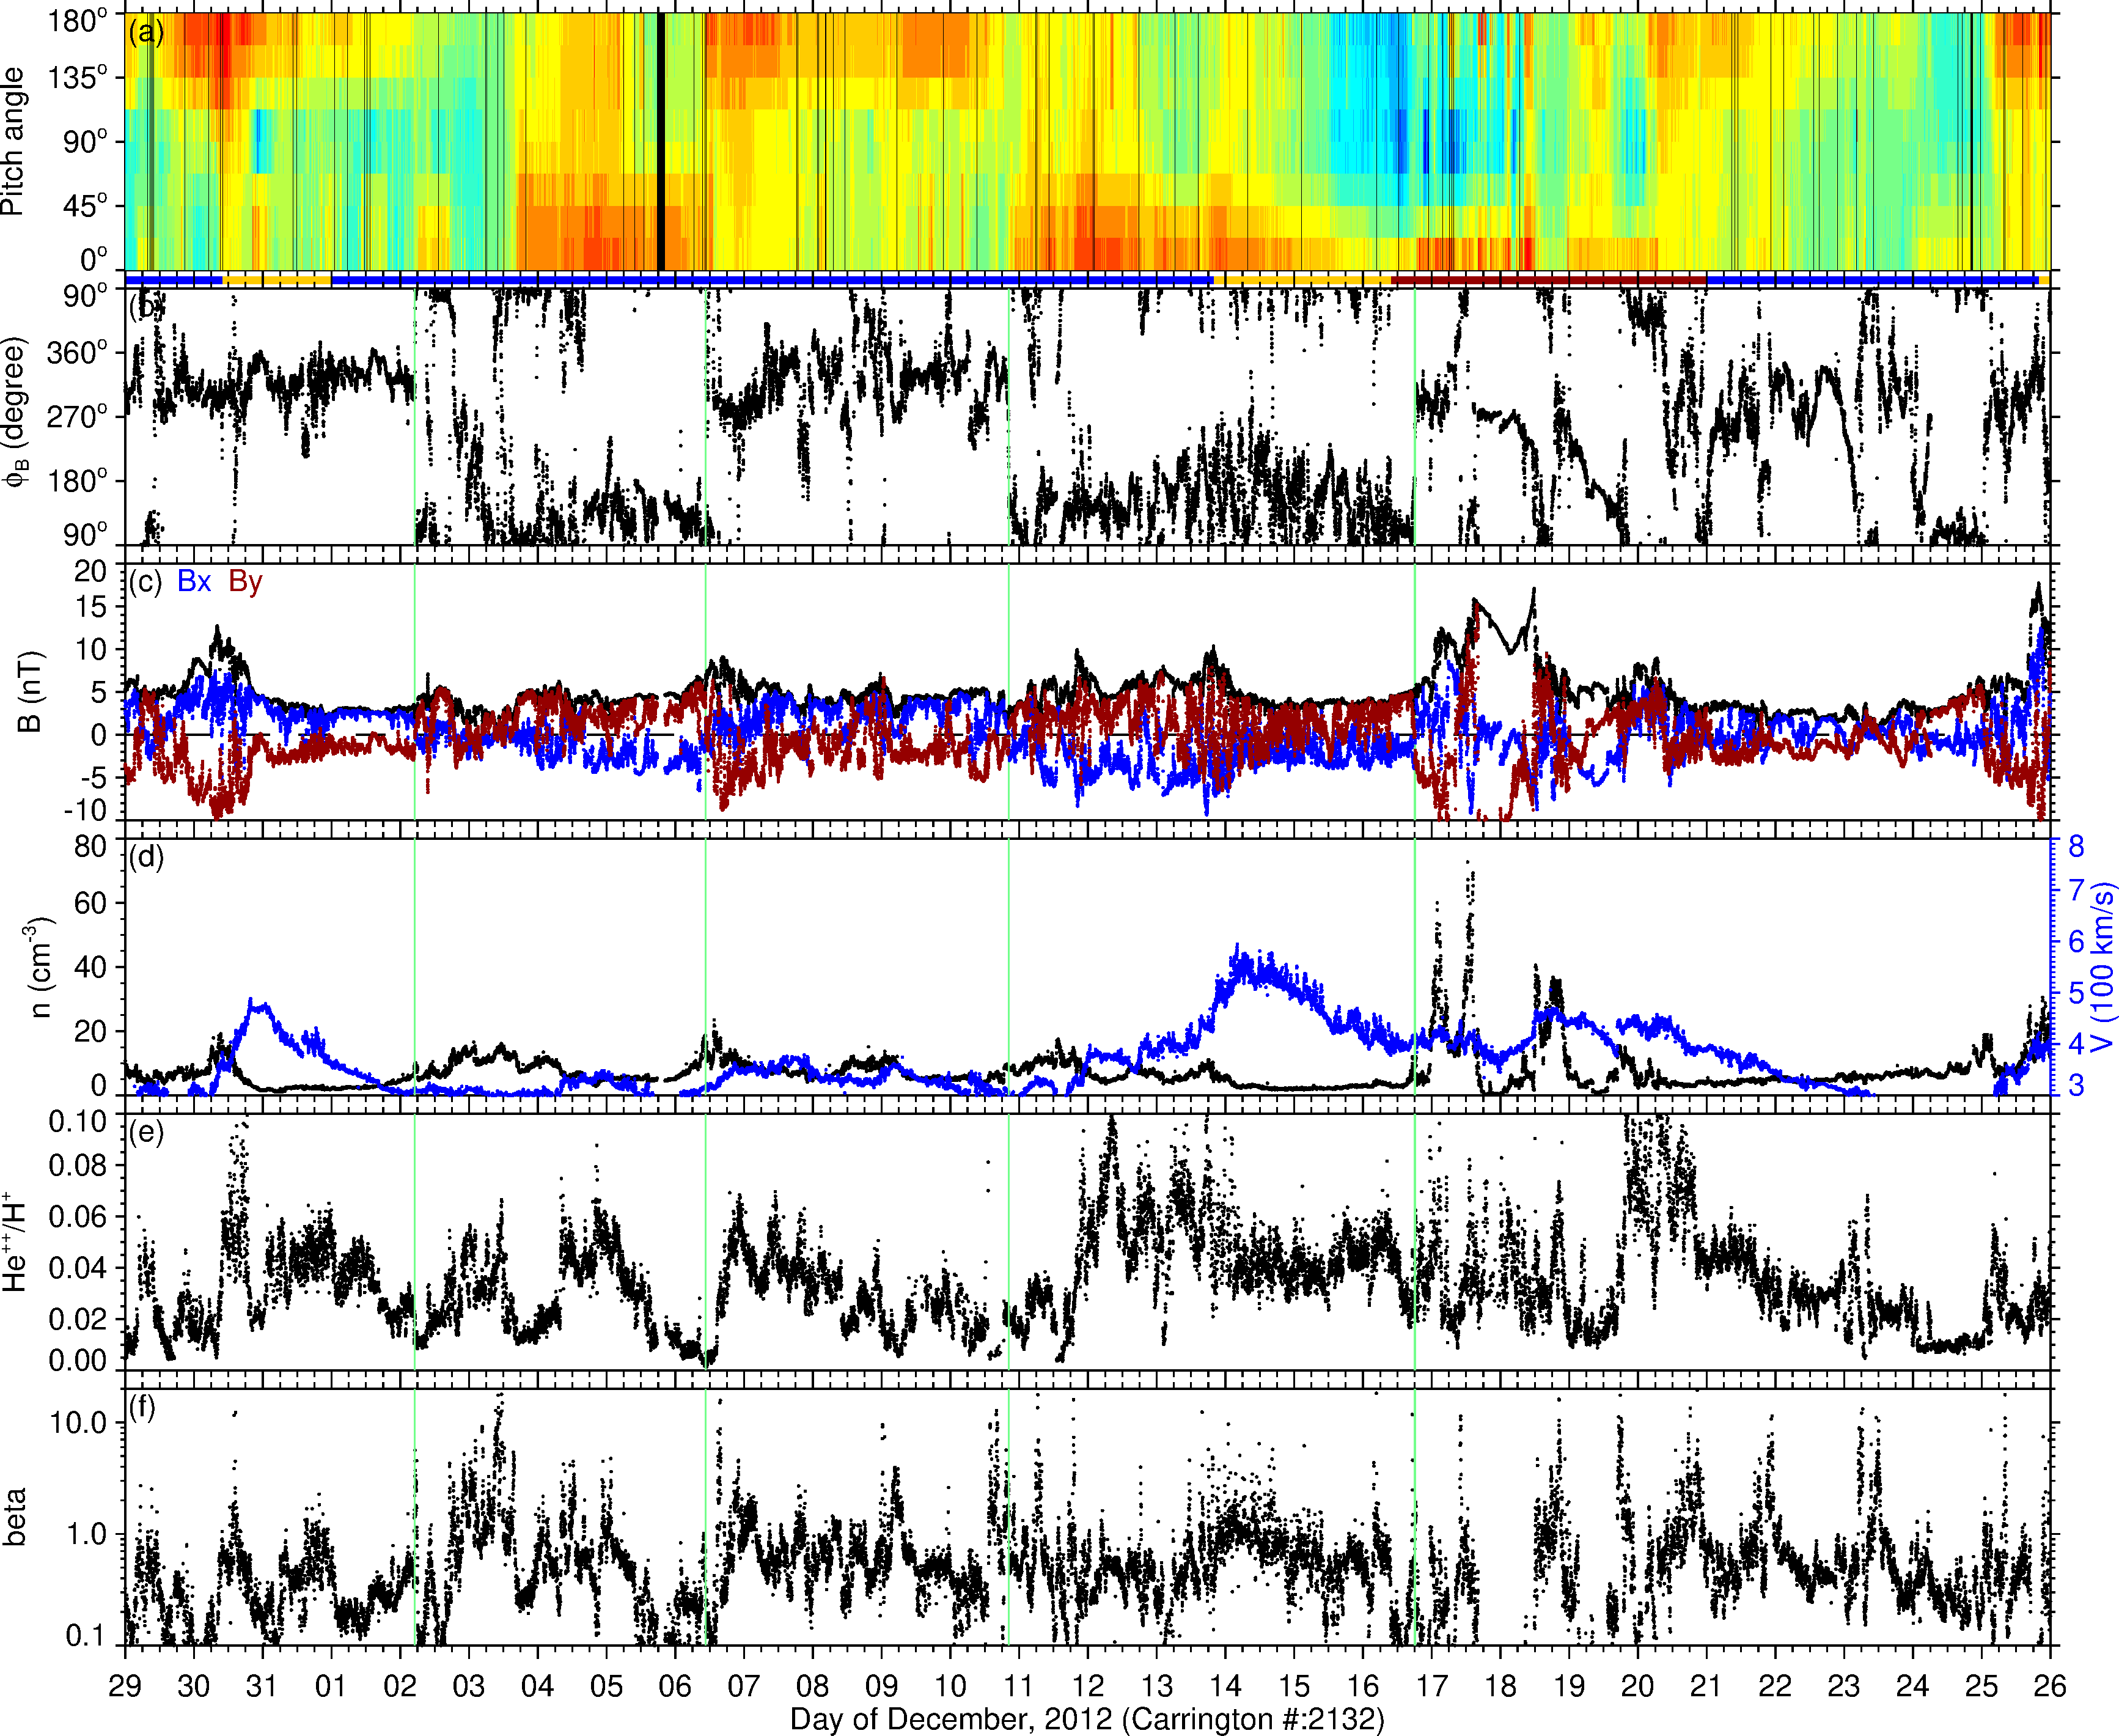 (a)
180°
135°
90°
45°
0°
Pitch angle
(b)
90°
360°
270°
180°
90°
ϕB (degree)
(c) Bx By
20
15
10
5
0
-5
-10
B (nT)
(d)
80
60
40
20
0
n (cm-3)
8
7
6
5
4
3
V (100 km/s)
(e)
0.10
0.08
0.06
0.04
0.02
0.00
He++/H+
(f)
10.0
1.0
0.1
beta
29 30 31 01 02 03 04 05 06 07 08 09 10 11 12 13 14 15 16 17 18 19 20 21 22 23 24 25 26
Day of December, 2012 (Carrington #:2132)